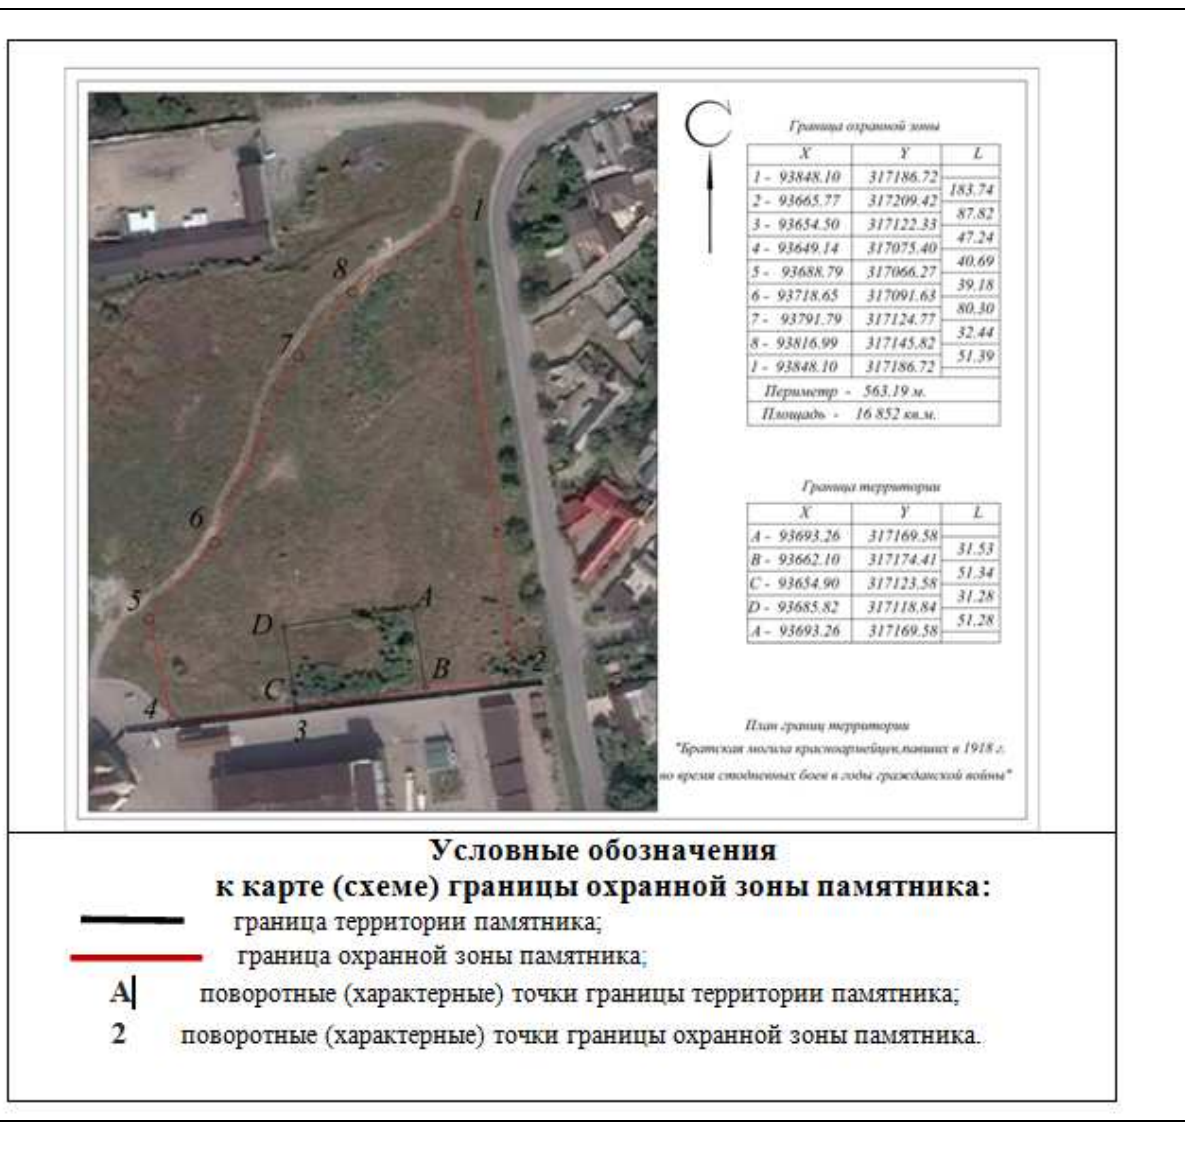 С
Граница охранной зоны
X Y L
1 - 93848.10 317186.72
183.74
2 - 93665.77 317209.42
87.82
3 - 93654.50 317122.33
47.24
4 - 93649.14 317075.40
40.69
5 - 93688.79 317066.27
39.18
6 - 93718.65 317091.63
80.30
7 - 93791.79 317124.77
32.44
8 - 93816.99 317145.82
51.39
1 - 93848.10 317186.72
Периметр - 563.19 м.
Площадь - 16 852 кв.м.
Граница территории
X Y L
A - 93693.26 317169.58
31.53
B - 93662.10 317174.41
51.34
C - 93654.90 317123.58
31.28
D - 93685.82 317118.84
51.28
A - 93693.26 317169.58
План границ территории
"Братская могила красноармейцев,павших в 1918 г.
во время стодневных боев в годы гражданской войны"
1
8
7
6
5
A
D
2
B
C
4
3
Условные обозначения
к карте (схеме) границы охранной зоны памятника:
граница территории памятника;
граница охранной зоны памятника;
А поворотные (характерные) точки границы территории памятника;
2 поворотные (характерные) точки границы охранной зоны памятника.